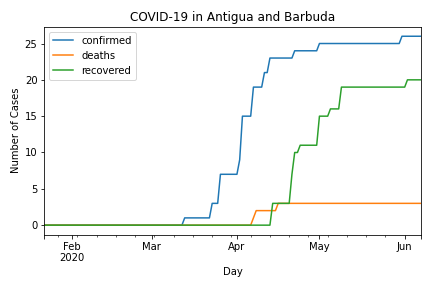 COVID-19 in Antigua and Barbuda
confirmed
deaths
recovered
Number of Cases
25
20
15
10
5
0
Feb
2020
Mar
Apr
May
Jun
Day